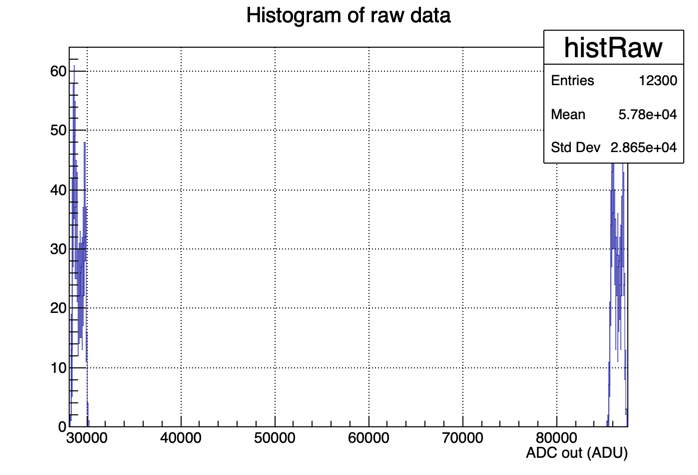 Histogram of raw data
histRaw
Entries 12300
Mean 5.78e+04
Std Dev 2.865e+04
60
50
40
30
20
10
0
30000 40000 50000 60000 70000 80000
ADC out (ADU)